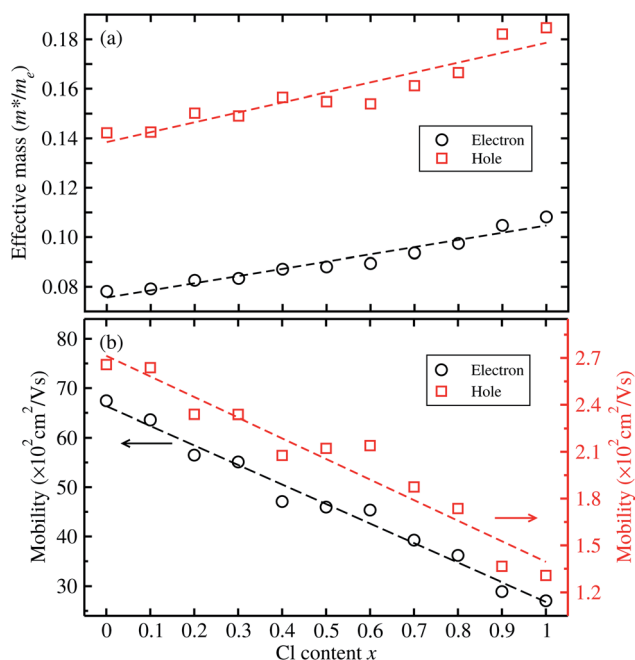 (a)
Effective mass (m*/mₑ)
0.18
0.16
0.14
0.12
0.10
0.08
Electron
Hole
(b)
Mobility (×10²cm²/Vs)
80
70
60
50
40
30
Electron
Hole
2.7
2.4
2.1
1.8
1.5
1.2
Mobility (×10²cm²/Vs)
0 0.1 0.2 0.3 0.4 0.5 0.6 0.7 0.8 0.9 1
Cl content x